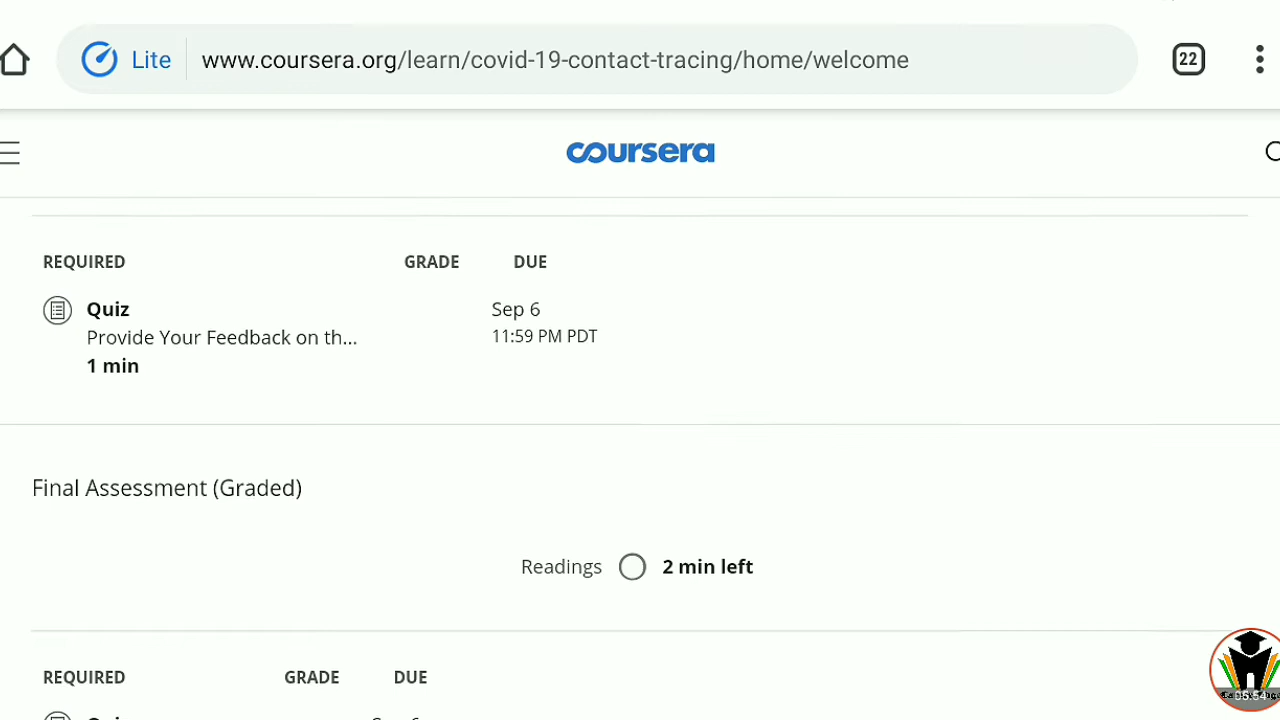 Lite www.coursera.org/learn/covid-19-contact-tracing/home/welcome 22
coursera
REQUIRED GRADE DUE
Quiz Sep 6
Provide Your Feedback on th... 11:59 PM PDT
1 min
Final Assessment (Graded)
Readings 2 min left
REQUIRED GRADE DUE